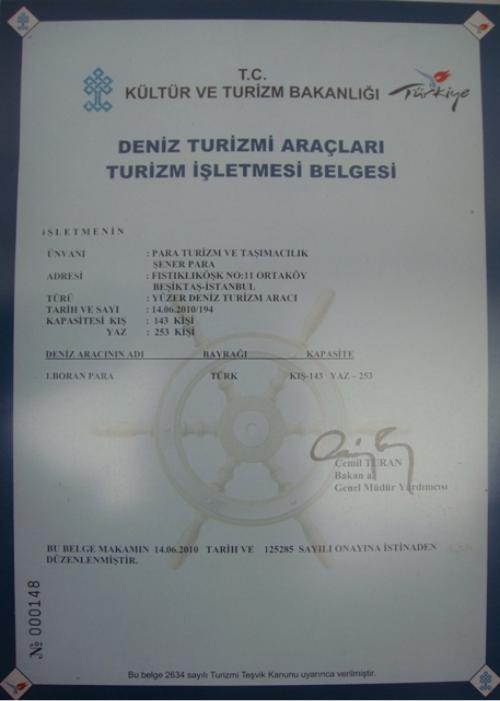 T.C.
KÜLTÜR VE TURİZM BAKANLIĞI
Türkiye
DENİZ TURİZMİ ARAÇLARI
TURİZM İŞLETMESİ BELGESİ
İŞLETMENİN
ÜNVANI : PARA TURİZM VE TAŞIMACILIK
ŞENER PARA
ADRESİ : FISTIKLIKÖŞK NO:11 ORTAKÖY
BEŞİKTAŞ-İSTANBUL
TÜRÜ : YÜZER DENİZ TURİZM ARACI
TARİH VE SAYI : 14.06.2010/194
KAPASİTESİ KIŞ : 143 KİŞİ
YAZ : 253 KİŞİ
DENİZ ARACININ ADI BAYRAĞI KAPASİTE
1.BORAN PARA TÜRK KIŞ-143 YAZ - 253
Cemil TURAN
Bakan a.
Genel Müdür Yardımcısı
BU BELGE MAKAMIN 14.06.2010 TARİH VE 125285 SAYILI ONAYINA İSTİNADEN
DÜZENLENMİŞTİR.
№ 000148
Bu belge 2634 sayılı Turizmi Teşvik Kanunu uyarınca verilmiştir.